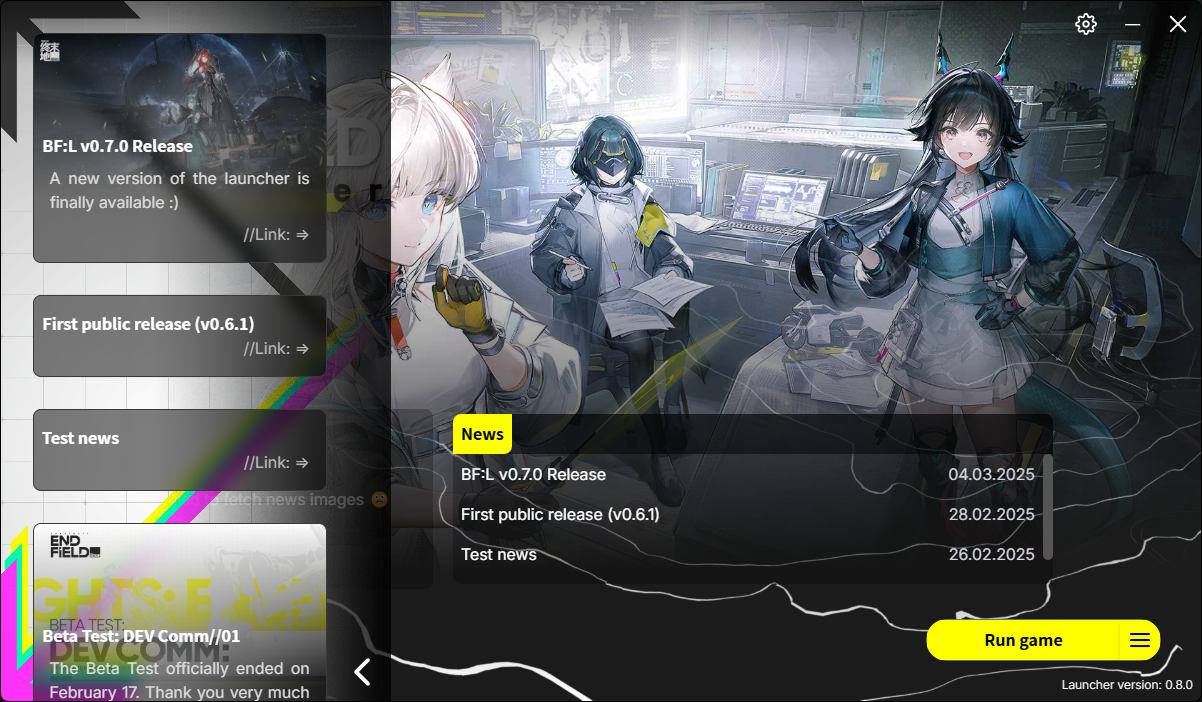 終末
地
BF:L v0.7.0 Release
A new version of the launcher is
finally available :)
//Link: ⇒
First public release (v0.6.1)
//Link: ⇒
Test news
//Link: ⇒
fetch news images
END
FIELD
BETA TEST:
DEV COMM:
Beta Test: DEV Comm//01
The Beta Test officially ended on
February 17. Thank you very much
News
BF:L v0.7.0 Release 04.03.2025
First public release (v0.6.1) 28.02.2025
Test news 26.02.2025
Run game
Launcher version: 0.8.0